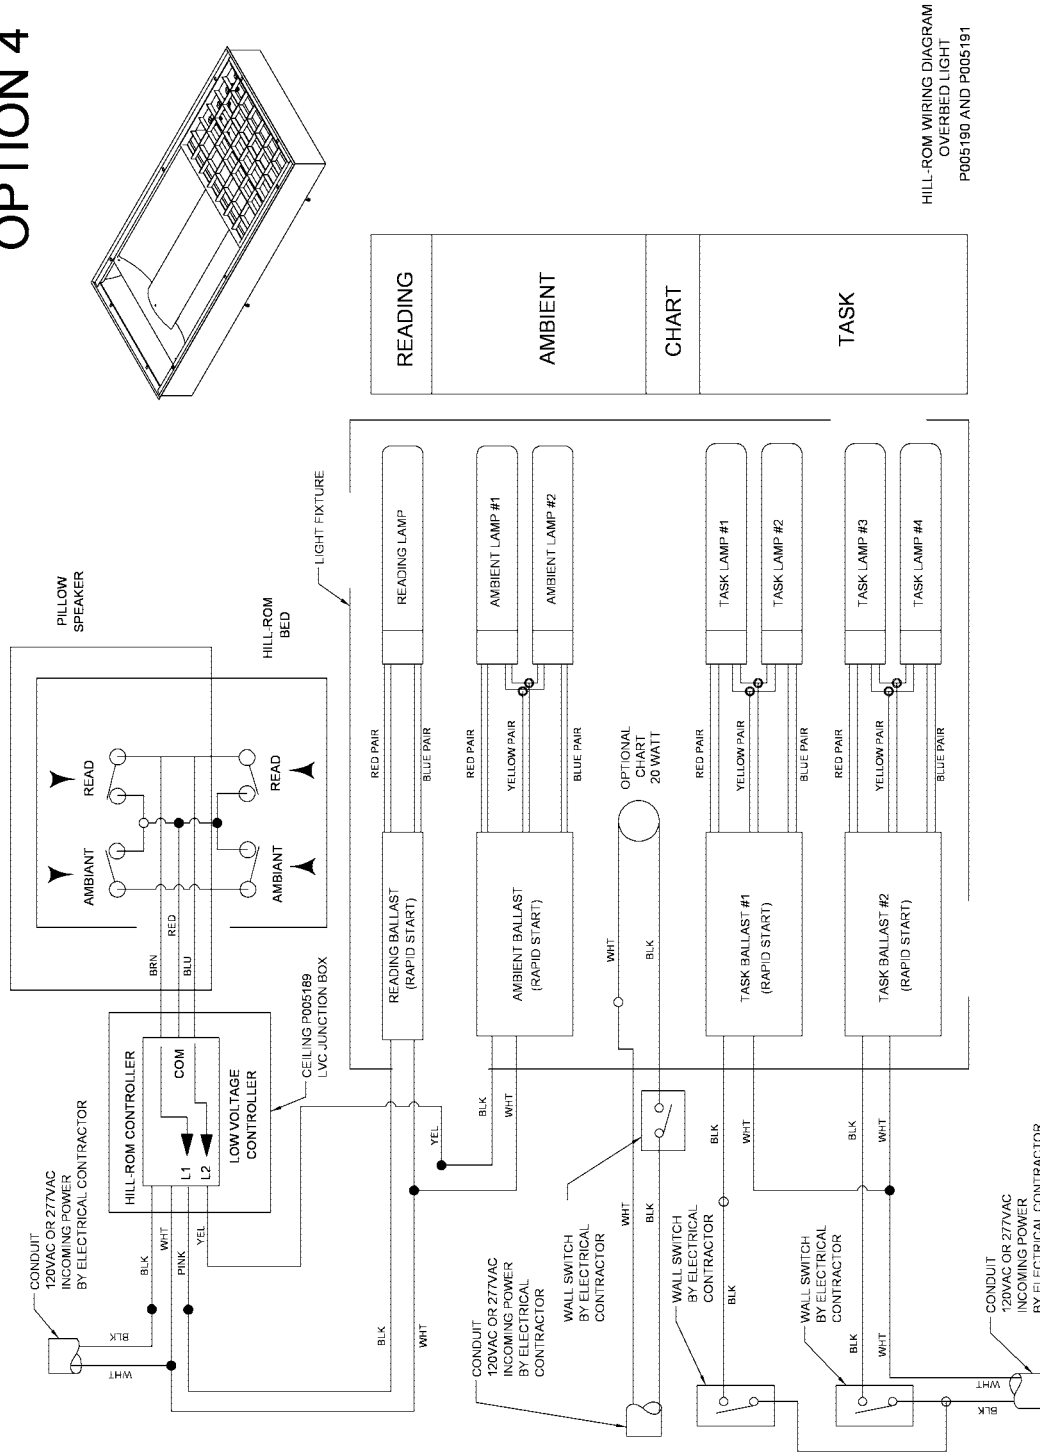 OPTION 4
HILL-ROM WIRING DIAGRAM
OVERBED LIGHT
P005190 AND P005191
READING
AMBIENT
CHART
TASK
PILLOW
SPEAKER
HILL-ROM
BED
READ
AMBIANT
READ
AMBIANT
BRN
RED
BLU
HILL-ROM CONTROLLER
COM
L1
L2
LOW VOLTAGE
CONTROLLER
CEILING P005189
LVC JUNCTION BOX
CONDUIT
120VAC OR 277VAC
INCOMING POWER
BY ELECTRICAL CONTRACTOR
BLK
WHT
BLK
WHT
PINK
YEL
LIGHT FIXTURE
READING LAMP
RED PAIR
BLUE PAIR
READING BALLAST
(RAPID START)
BLK
WHT
AMBIENT LAMP #1
AMBIENT LAMP #2
RED PAIR
YELLOW PAIR
BLUE PAIR
AMBIENT BALLAST
(RAPID START)
YEL
BLK
WHT
OPTIONAL
CHART
20 WATT
WHT
BLK
WHT
BLK
WALL SWITCH
BY ELECTRICAL
CONTRACTOR
CONDUIT
120VAC OR 277VAC
INCOMING POWER
BY ELECTRICAL
CONTRACTOR
TASK LAMP #1
TASK LAMP #2
RED PAIR
YELLOW PAIR
BLUE PAIR
TASK BALLAST #1
(RAPID START)
BLK
WHT
BLK
WALL SWITCH
BY ELECTRICAL
CONTRACTOR
TASK LAMP #3
TASK LAMP #4
RED PAIR
YELLOW PAIR
BLUE PAIR
TASK BALLAST #2
(RAPID START)
BLK
WHT
BLK
WHT
WALL SWITCH
BY ELECTRICAL
CONTRACTOR
WHT
BLK
CONDUIT
120VAC OR 277VAC
INCOMING POWER
BY ELECTRICAL CONTRACTOR